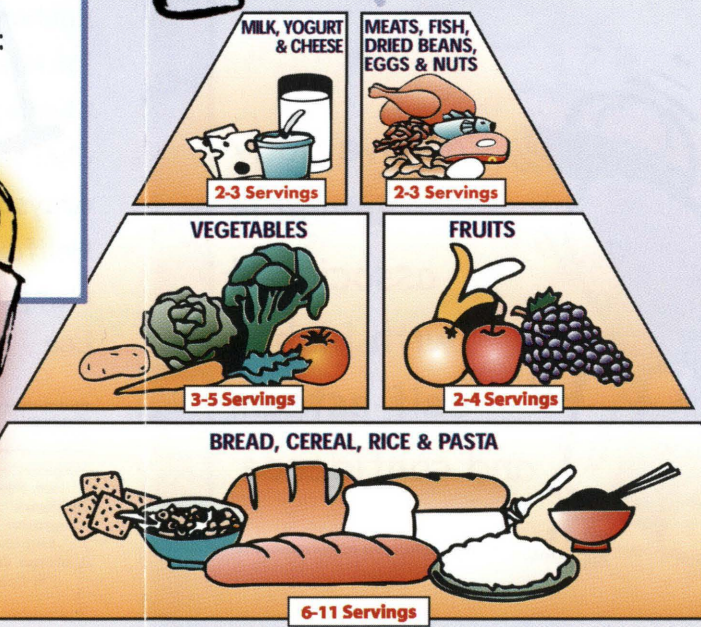 MILK, YOGURT
& CHEESE
2-3 Servings
MEATS, FISH,
DRIED BEANS,
EGGS & NUTS
2-3 Servings
VEGETABLES
3-5 Servings
FRUITS
2-4 Servings
BREAD, CEREAL, RICE & PASTA
6-11 Servings